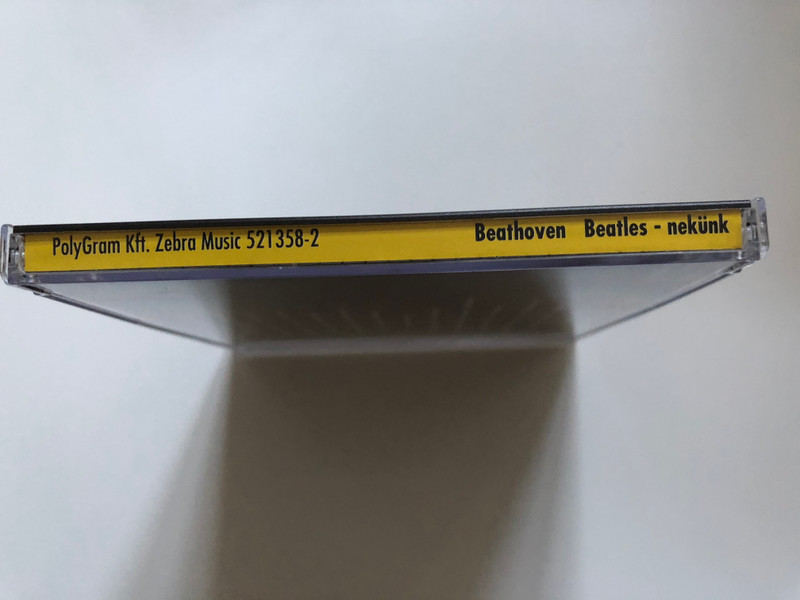 PolyGram Kft. Zebra Music 521358-2 Beathoven Beatles - nekünk